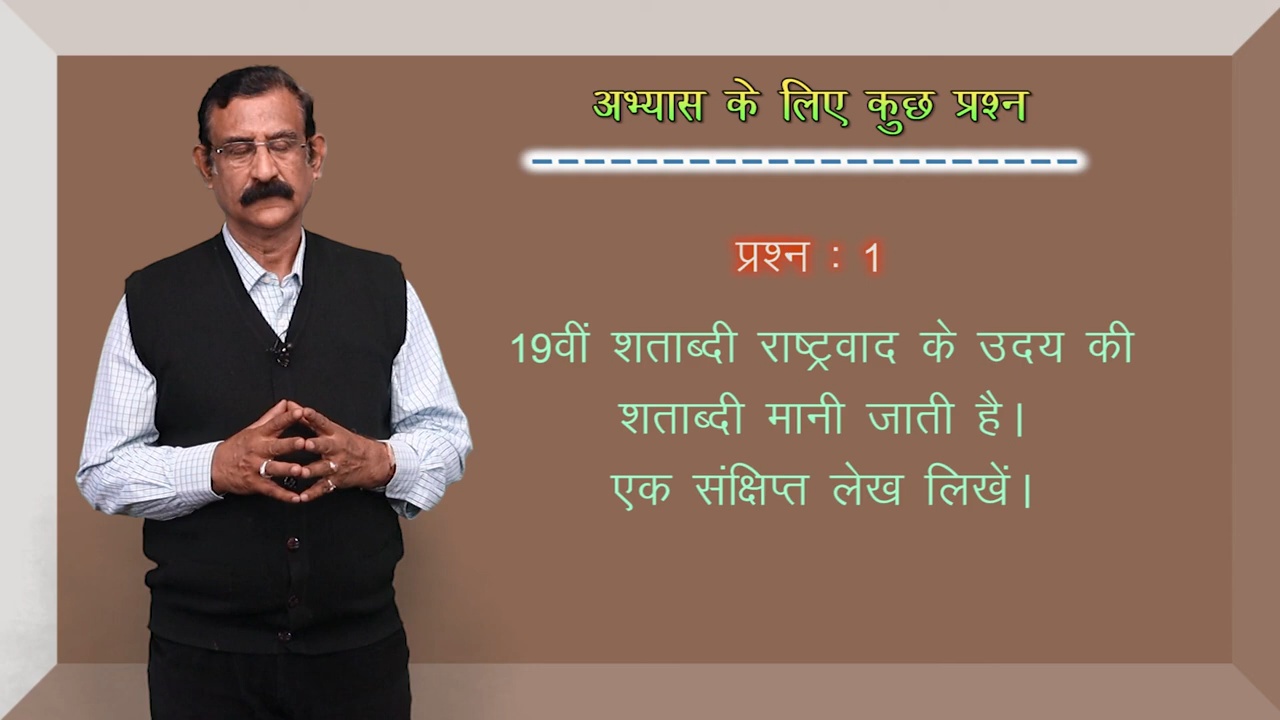 अभ्यास के लिए कुछ प्रश्न
प्रश्न : 1
19वीं शताब्दी राष्ट्रवाद के उदय की
शताब्दी मानी जाती है।
एक संक्षिप्त लेख लिखें।